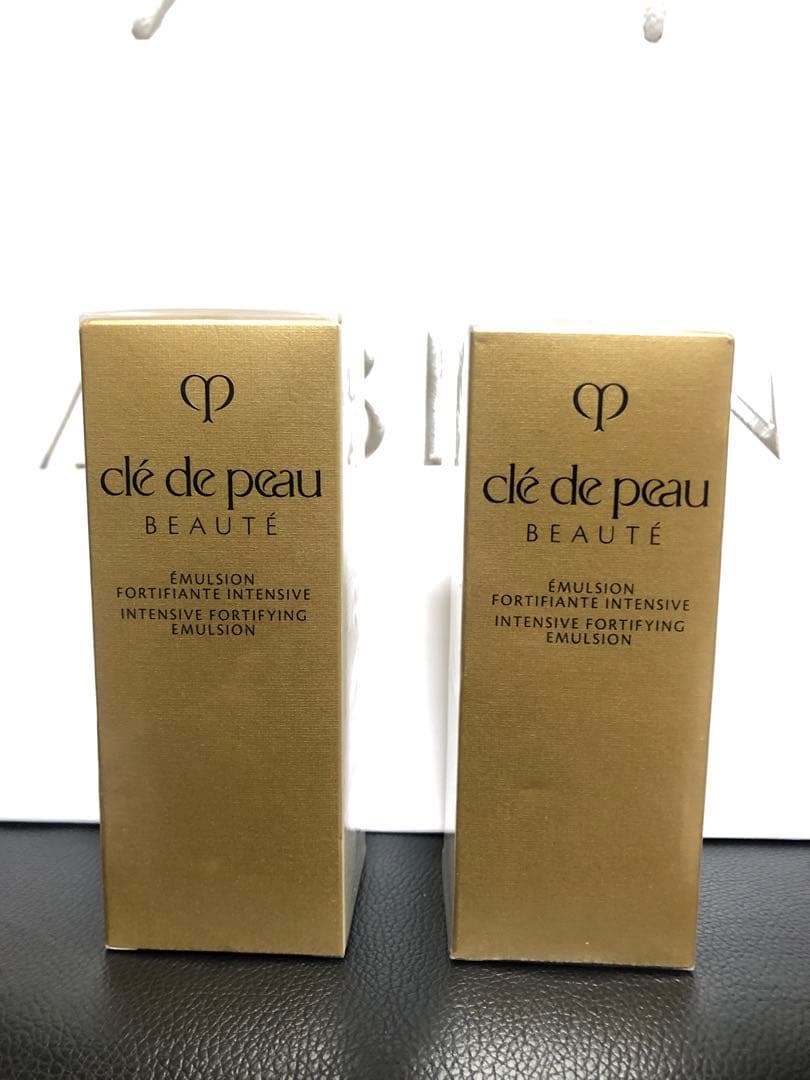 clé de peau
BEAUTÉ
ÉMULSION
FORTIFIANTE INTENSIVE
INTENSIVE FORTIFYING
EMULSION
clé de peau
BEAUTÉ
ÉMULSION
FORTIFIANTE INTENSIVE
INTENSIVE FORTIFYING
EMULSION